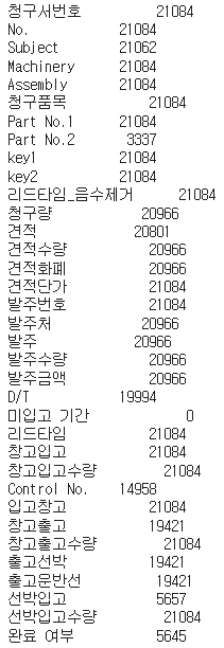 청구서번호 21084
No. 21084
Subject 21062
Machinery 21084
Assembly 21084
청구품목 21084
Part No.1 21084
Part No.2 3337
key1 21084
key2 21084
리드타임_음수제거 21084
청구량 20966
견적 20801
견적수량 20966
견적화폐 20966
견적단가 21084
발주번호 21084
발주처 20966
발주 20966
발주수량 20966
발주금액 20966
D/T 19994
미입고 기간 0
리드타임 21084
창고입고 21084
창고입고수량 21084
Control No. 14958
입고창고 21084
창고출고 19421
창고출고수량 21084
출고선박 19421
출고운반선 19421
선박입고 5657
선박입고수량 21084
완료 여부 5645